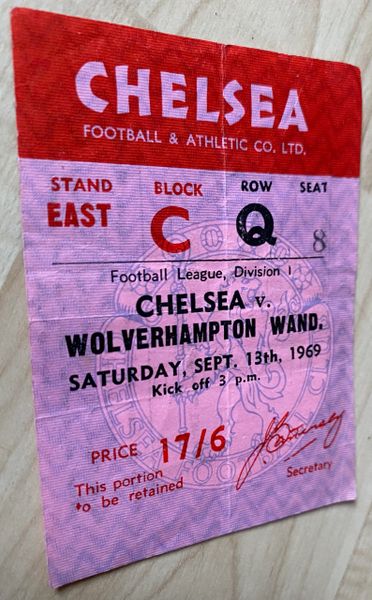 CHELSEA
FOOTBALL & ATHLETIC CO. LTD.
STAND BLOCK ROW SEAT
EAST C Q 8
Football League, Division I
CHELSEA v.
WOLVERHAMPTON WAND.
SATURDAY, SEPT. 13th, 1969
Kick off 3 p.m.
PRICE 17/6
This portion
to be retained
Secretary